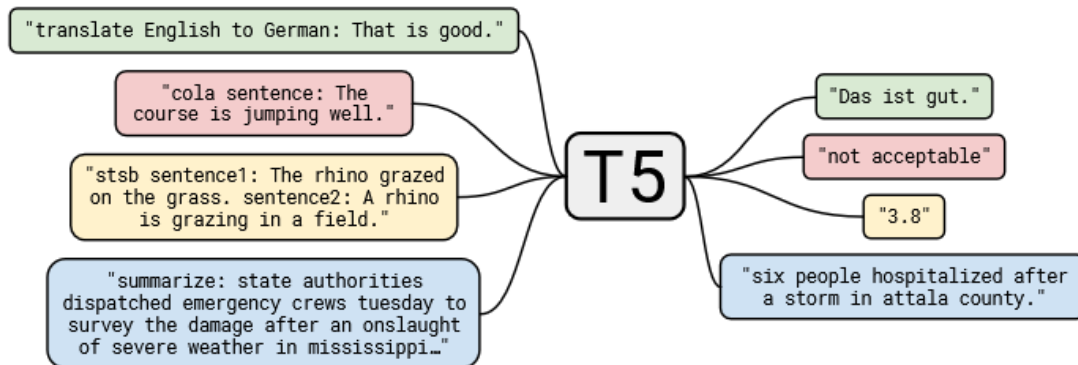 "translate English to German: That is good."
"cola sentence: The
course is jumping well."
"stsb sentence1: The rhino grazed
on the grass. sentence2: A rhino
is grazing in a field."
"summarize: state authorities
dispatched emergency crews tuesday to
survey the damage after an onslaught
of severe weather in mississippi…"
T5
"Das ist gut."
"not acceptable"
"3.8"
"six people hospitalized after
a storm in attala county."